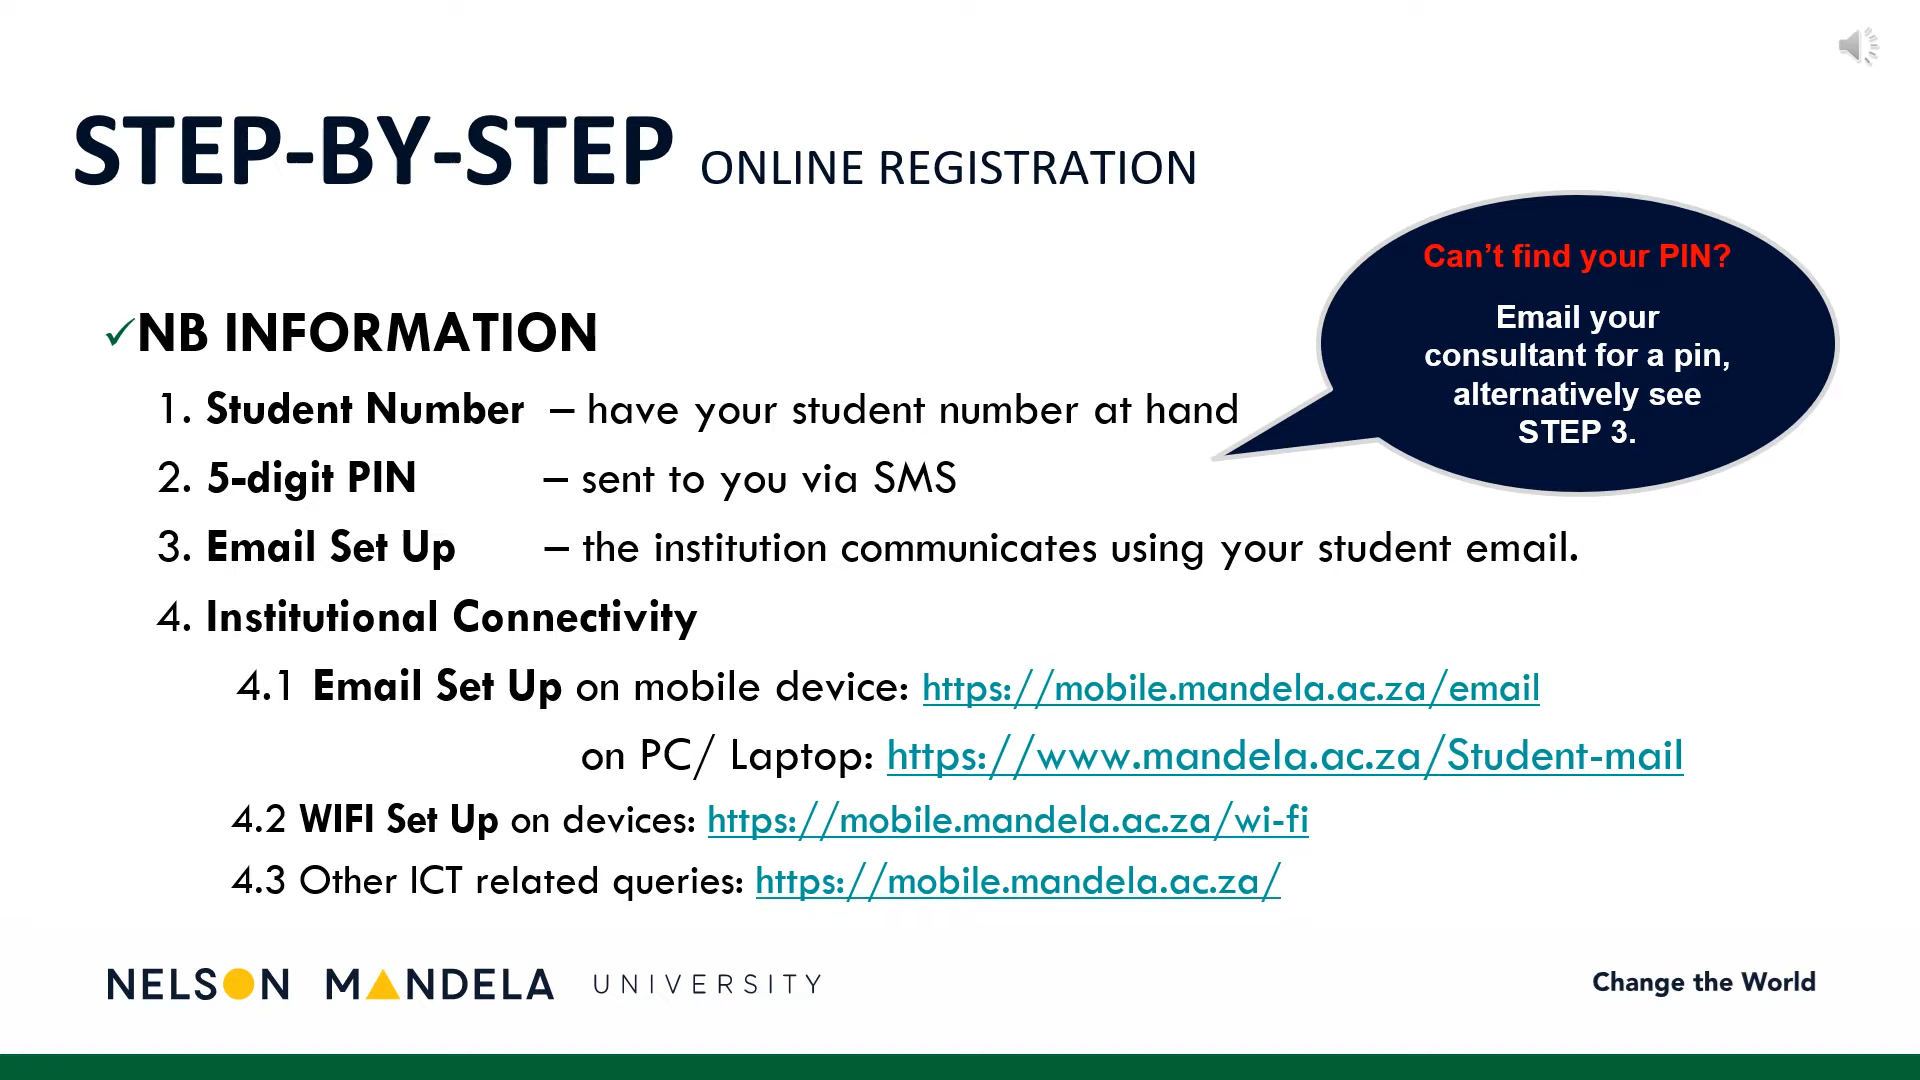 STEP-BY-STEP ONLINE REGISTRATION
Can't find your PIN?
Email your
consultant for a pin,
alternatively see
STEP 3.
✓NB INFORMATION
1. Student Number – have your student number at hand
2. 5-digit PIN – sent to you via SMS
3. Email Set Up – the institution communicates using your student email.
4. Institutional Connectivity
4.1 Email Set Up on mobile device: https://mobile.mandela.ac.za/email
on PC/ Laptop: https://www.mandela.ac.za/Student-mail
4.2 WIFI Set Up on devices: https://mobile.mandela.ac.za/wi-fi
4.3 Other ICT related queries: https://mobile.mandela.ac.za/
NELSON MANDELA UNIVERSITY
Change the World